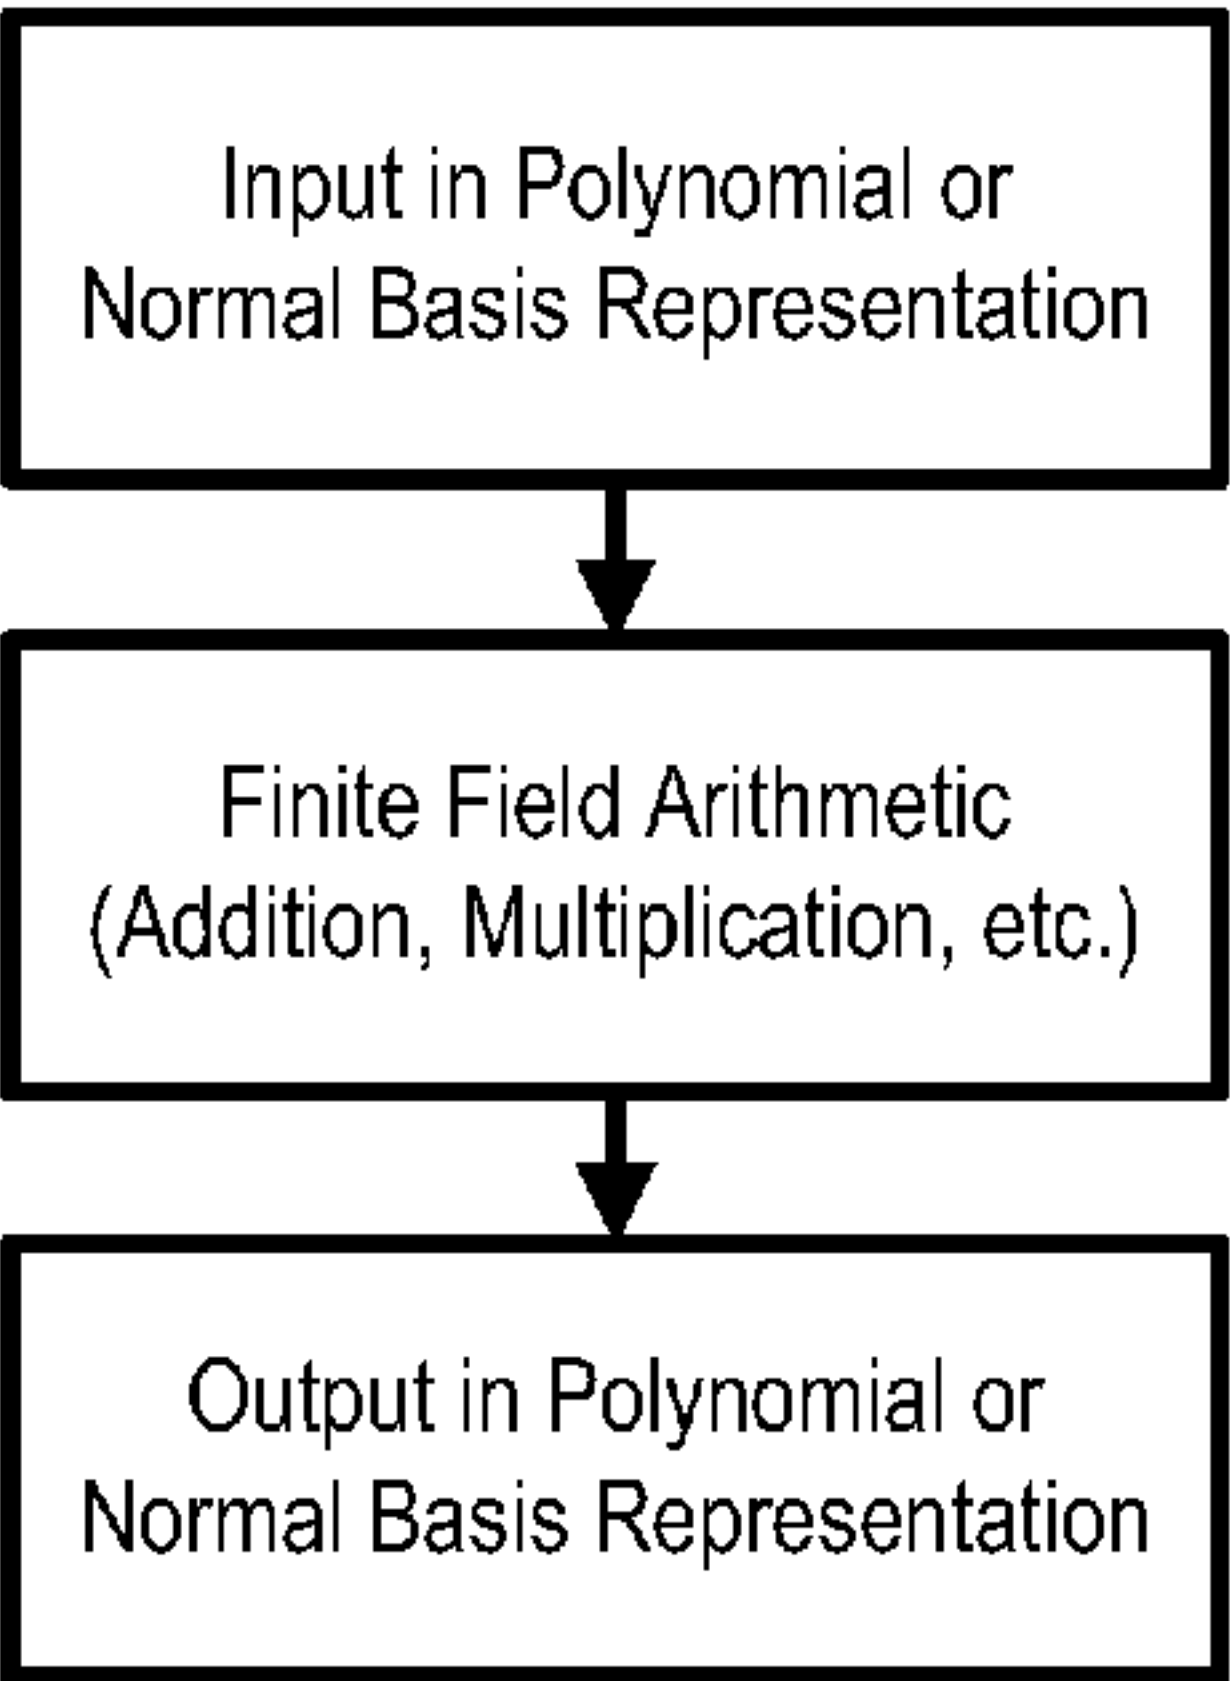 Input in Polynomial or
Normal Basis Representation
Finite Field Arithmetic
(Addition, Multiplication, etc.)
Output in Polynomial or
Normal Basis Representation